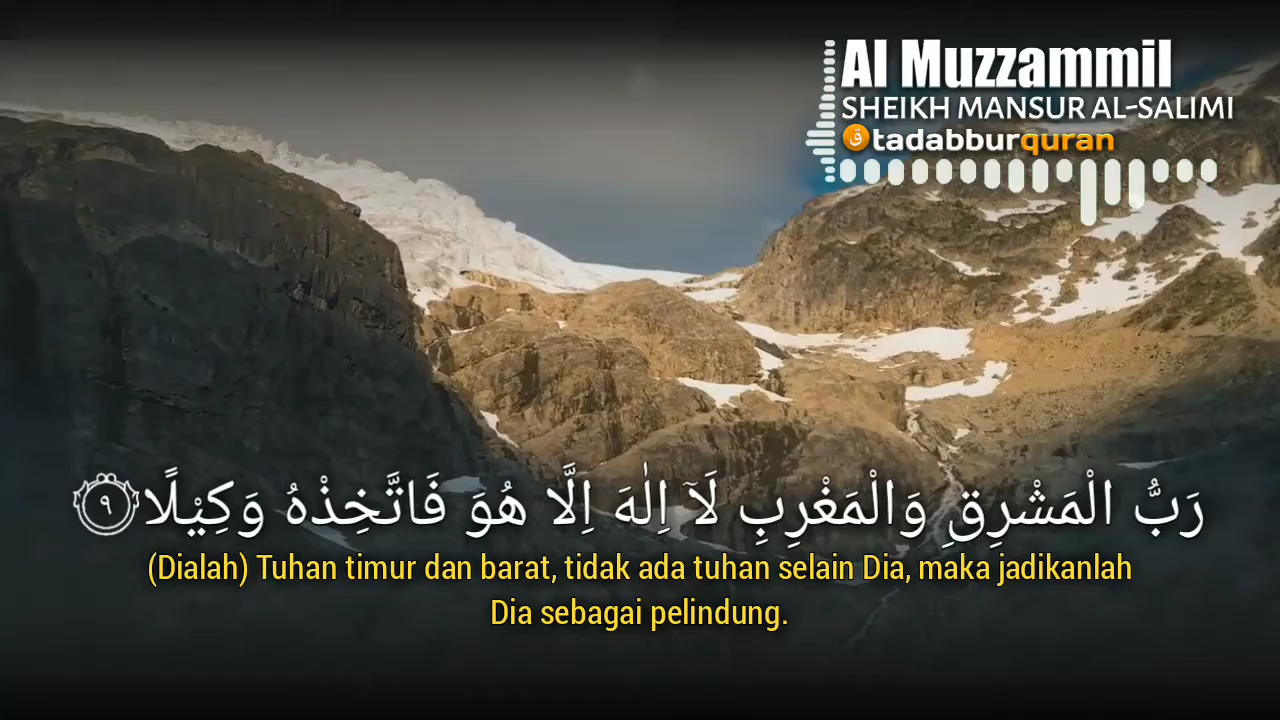 Al Muzzammil
SHEIKH MANSUR AL-SALIMI
ق tadabburquran
رَبُّ الْمَشْرِقِ وَالْمَغْرِبِ لَآ اِلٰهَ اِلَّا هُوَ فَاتَّخِذْهُ وَكِيْلًا ٩
(Dialah) Tuhan timur dan barat, tidak ada tuhan selain Dia, maka jadikanlah
Dia sebagai pelindung.